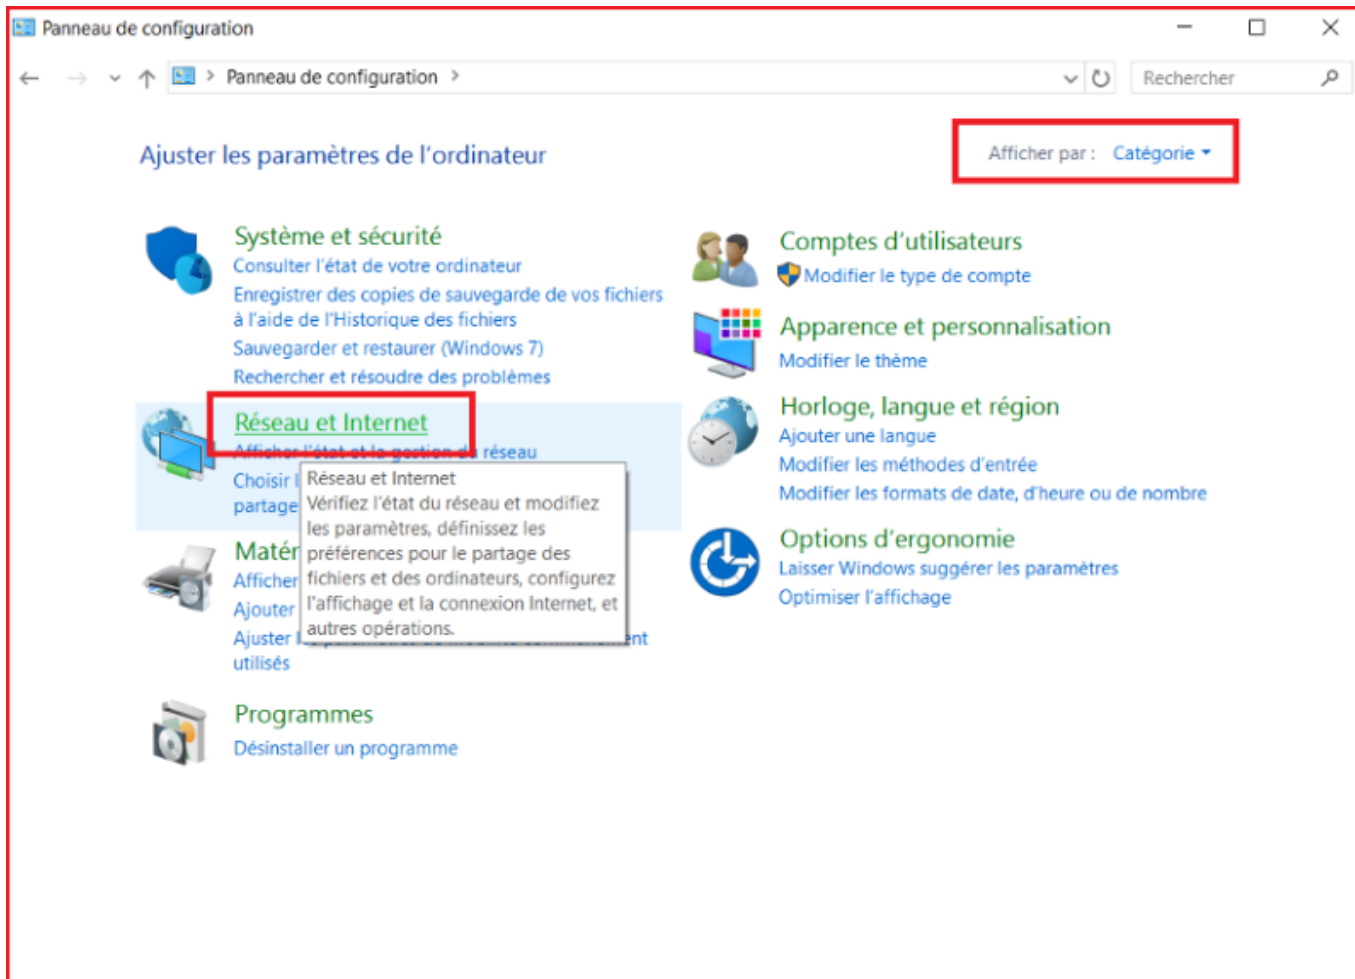 Panneau de configuration
Panneau de configuration
Rechercher
Ajuster les paramètres de l'ordinateur
Afficher par : Catégorie
Système et sécurité
Consulter l'état de votre ordinateur
Enregistrer des copies de sauvegarde de vos fichiers
à l'aide de l'Historique des fichiers
Sauvegarder et restaurer (Windows 7)
Rechercher et résoudre des problèmes
Réseau et Internet
Afficher l'état et la gestion du réseau
Choisir
partage
Réseau et Internet
Vérifiez l'état du réseau et modifiez
les paramètres, définissez les
préférences pour le partage des
fichiers et des ordinateurs, configurez
l'affichage et la connexion Internet, et
autres opérations.
Matér
Afficher
Ajouter
Ajuster
utilisés
Programmes
Désinstaller un programme
Comptes d'utilisateurs
Modifier le type de compte
Apparence et personnalisation
Modifier le thème
Horloge, langue et région
Ajouter une langue
Modifier les méthodes d'entrée
Modifier les formats de date, d'heure ou de nombre
Options d'ergonomie
Laisser Windows suggérer les paramètres
Optimiser l'affichage